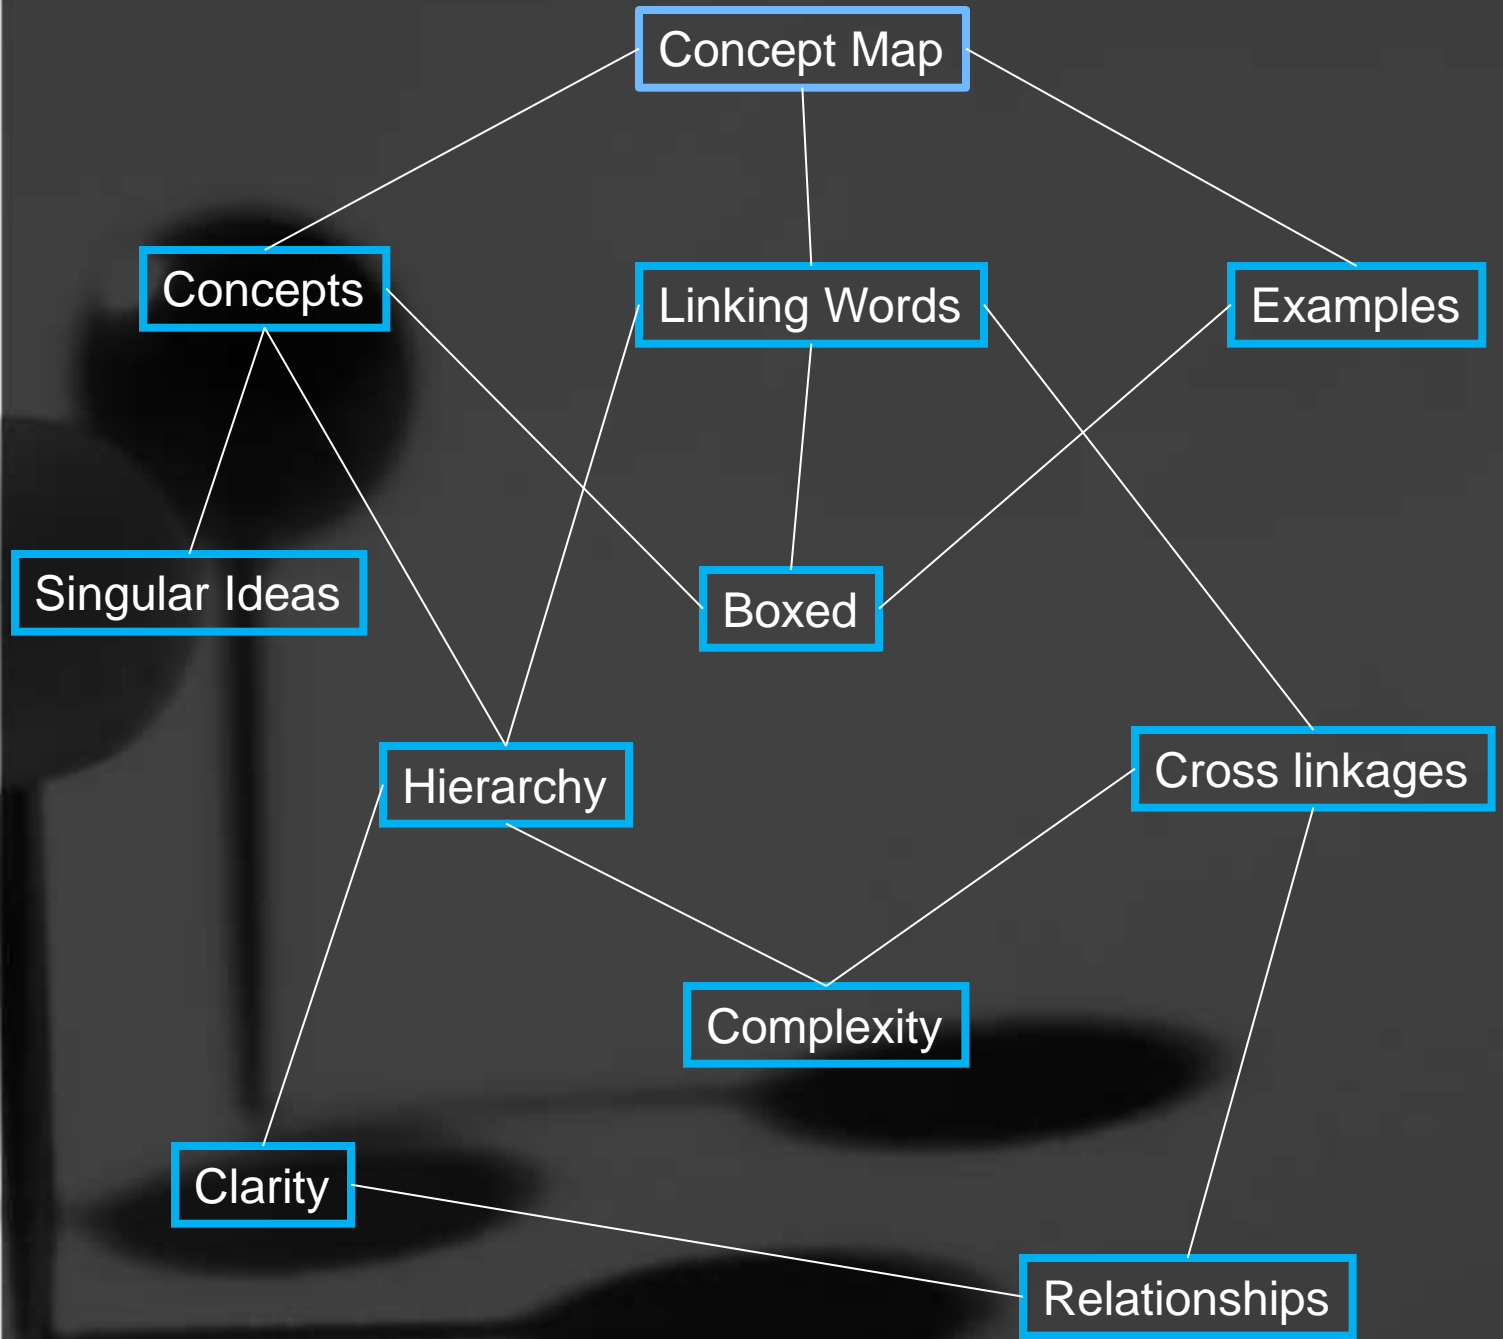 Concept Map
Concepts
Linking Words
Examples
Singular Ideas
Boxed
Hierarchy
Cross linkages
Complexity
Clarity
Relationships